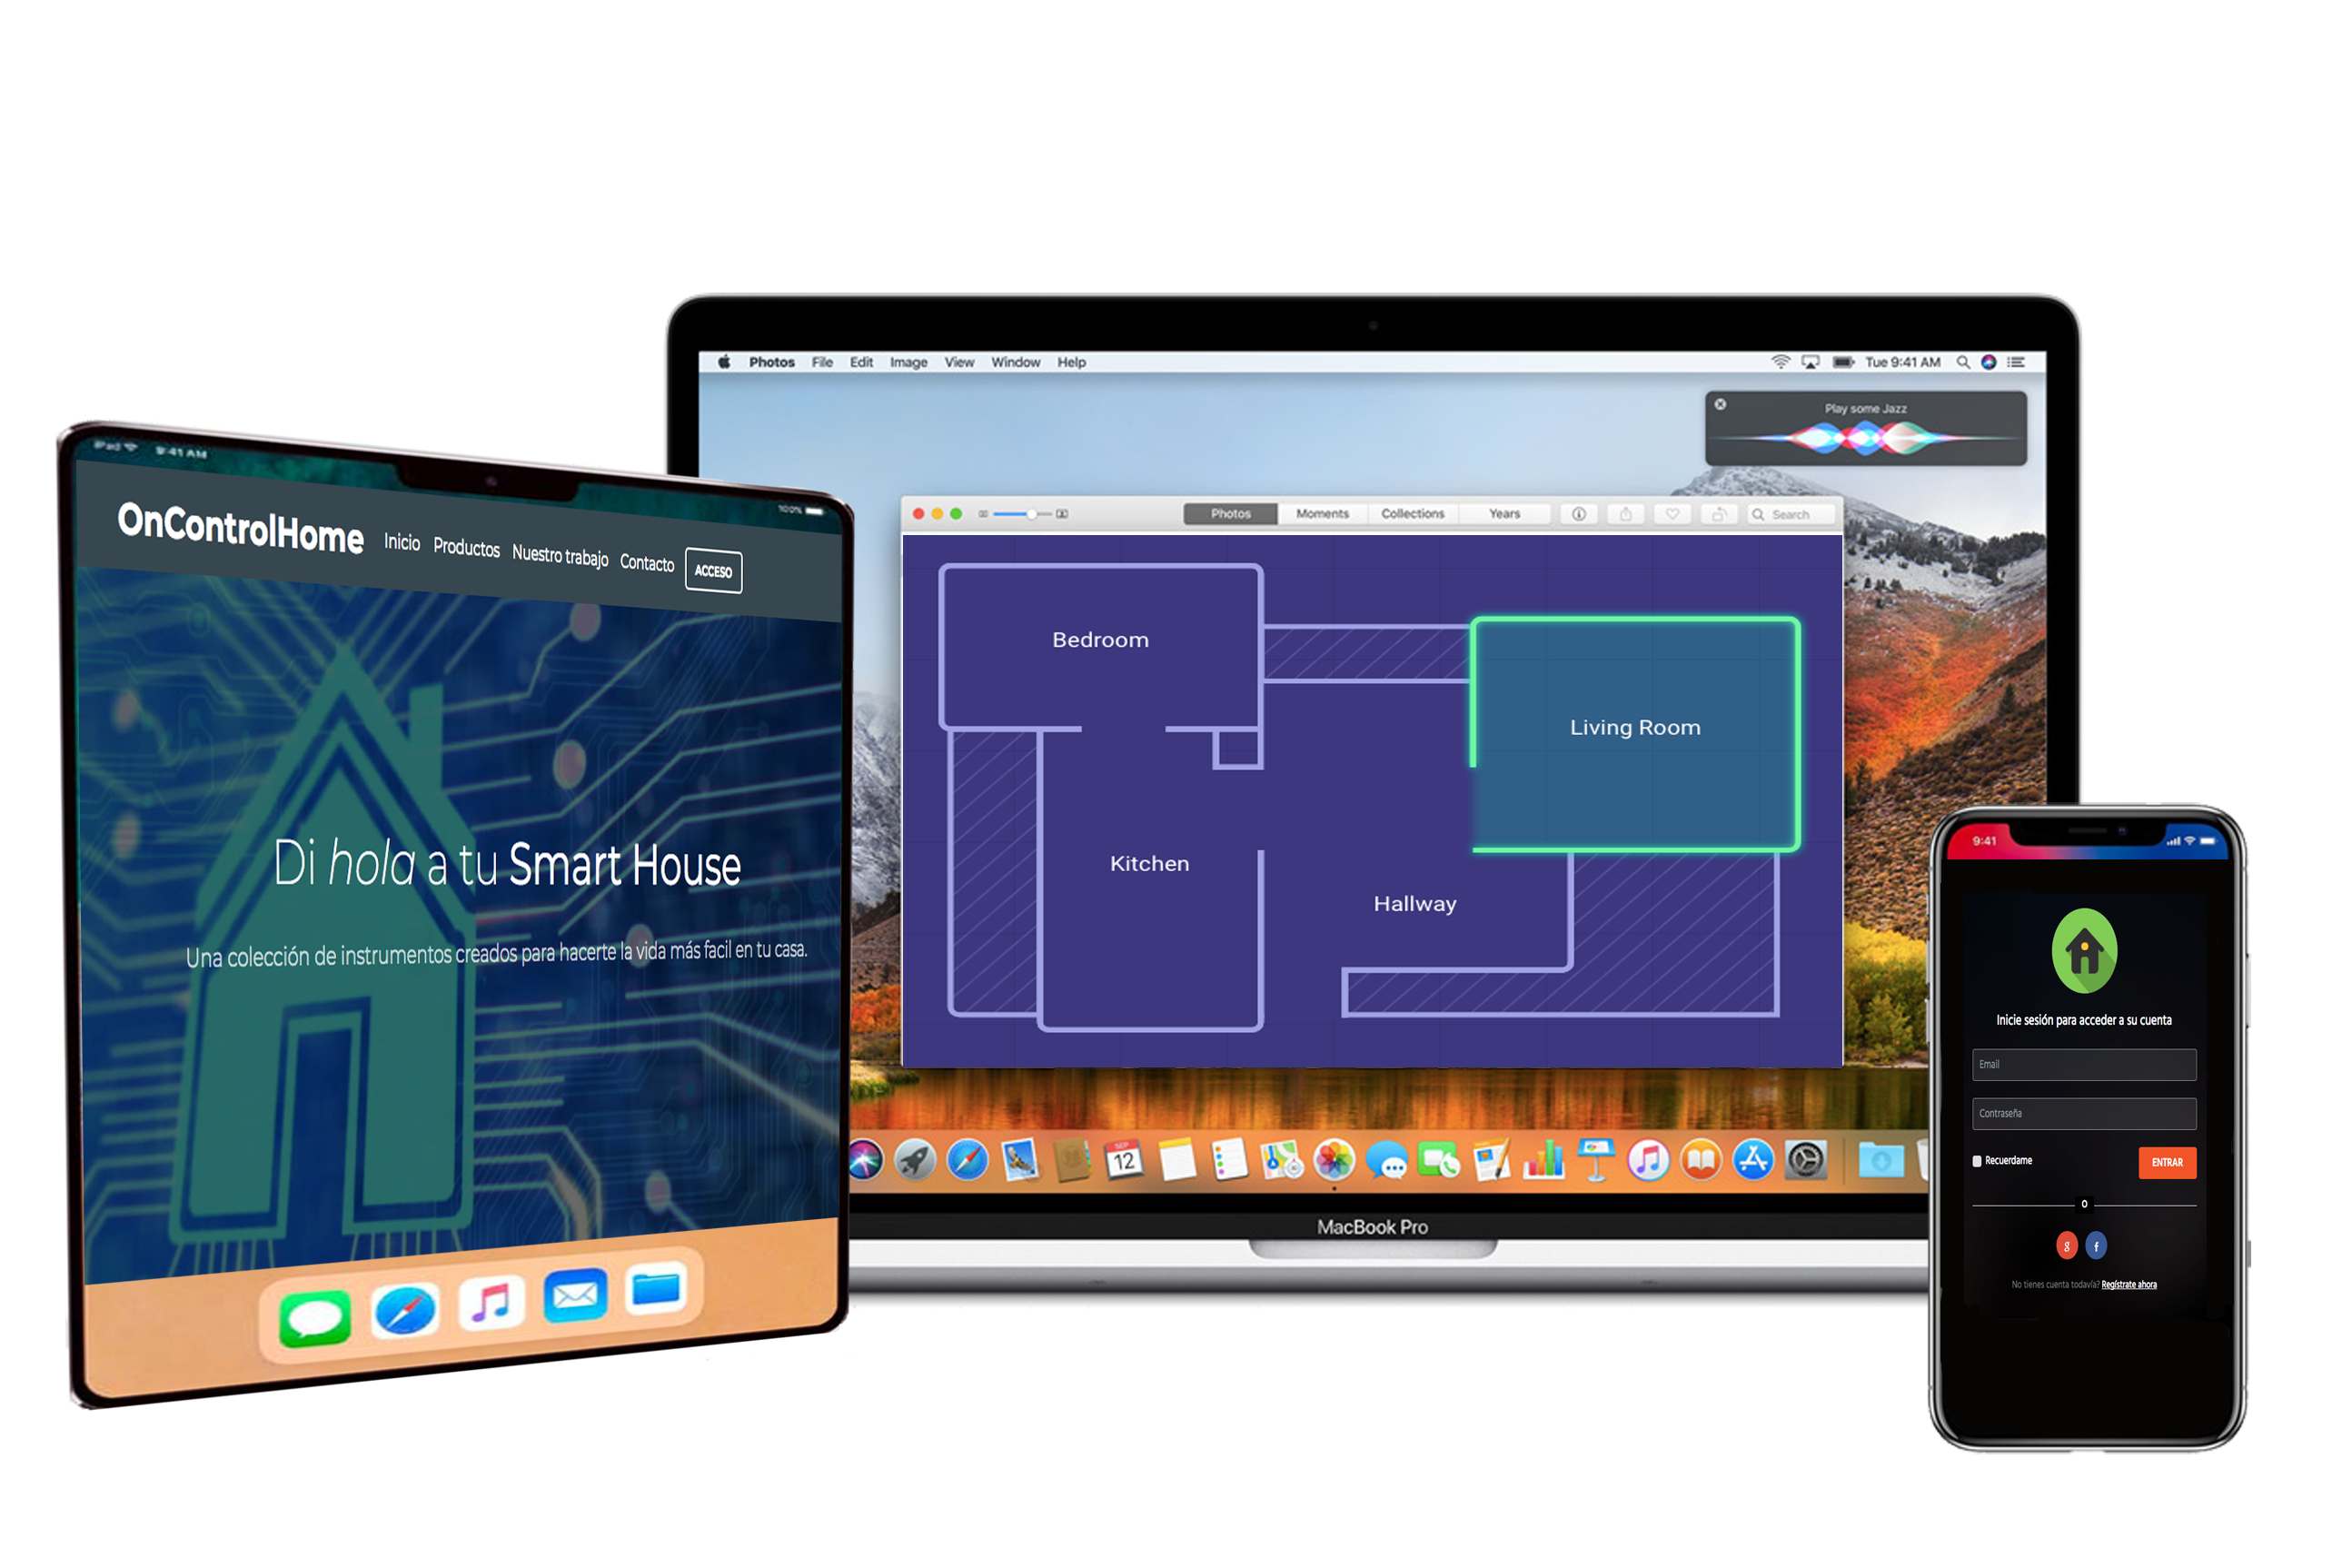 Photos File Edit Image View Window Help
Tue 9:41 AM
Play some Jazz
Photos Moments Collections Years Search
Bedroom
Living Room
Kitchen
Hallway
SEP
12
MacBook Pro
iPad 9:41 AM
100%
OnControlHome Inicio Productos Nuestro trabajo Contacto ACCESO
Di hola a tu Smart House
Una colección de instrumentos creados para hacerte la vida más facil en tu casa.
9:41
Inicie sesión para acceder a su cuenta
Email
Contraseña
Recuerdame ENTRAR
O
g f
No tienes cuenta todavía? Regístrate ahora